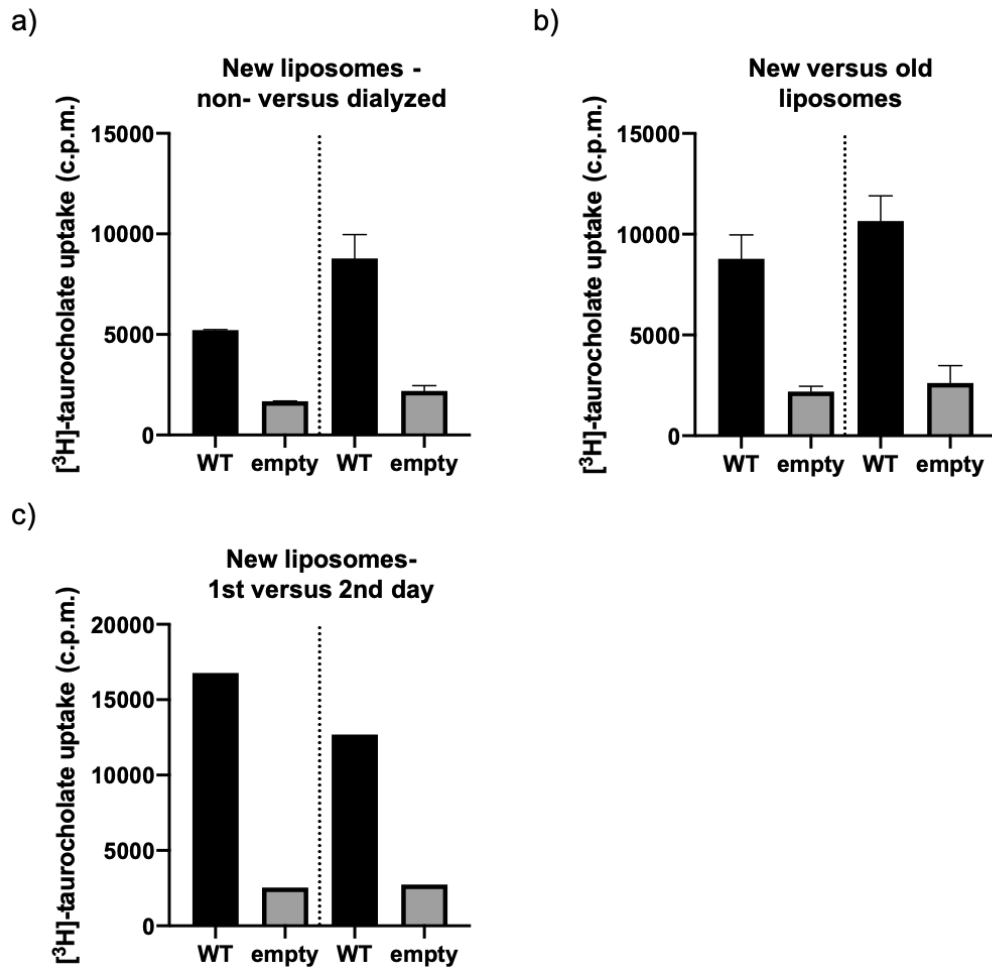 a)
New liposomes -
non- versus dialyzed
[³H]-taurocholate uptake (c.p.m.)
15000
10000
5000
0
WT empty WT empty
b)
New versus old
liposomes
[³H]-taurocholate uptake (c.p.m.)
15000
10000
5000
0
WT empty WT empty
c)
New liposomes-
1st versus 2nd day
[³H]-taurocholate uptake (c.p.m.)
20000
15000
10000
5000
0
WT empty WT empty